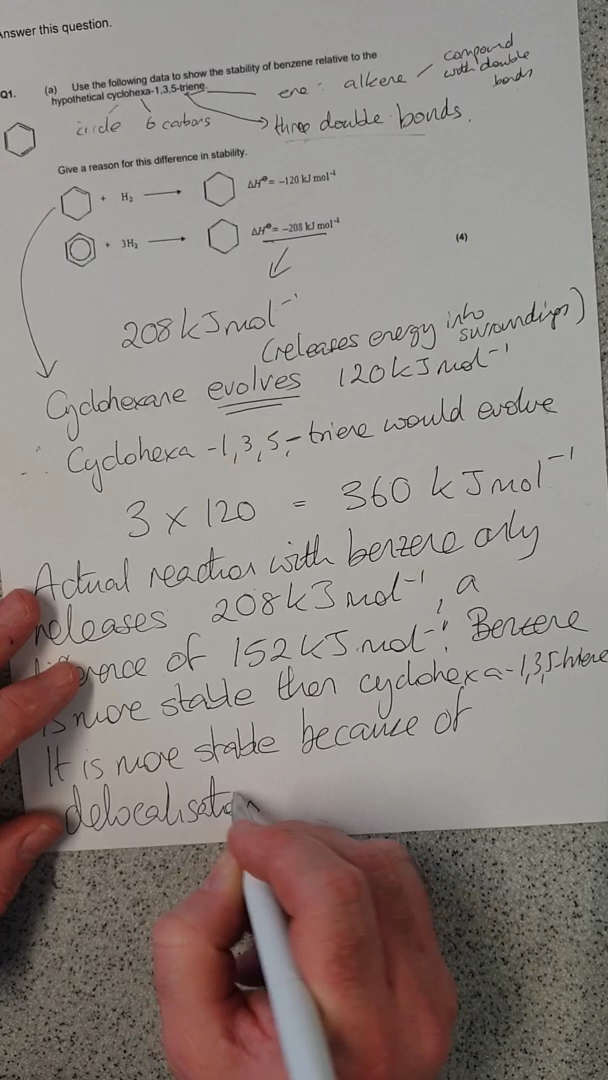 Answer this question.
Q1. (a) Use the following data to show the stability of benzene relative to the
hypothetical cyclohexa-1,3,5-triene.
ene : alkene / compound
with double
bonds
circle 6 carbons three double bonds.
Give a reason for this difference in stability.
+ H₂ ΔH⦵ = −120 kJ mol⁻¹
+ 3H₂ ΔH⦵ = −208 kJ mol⁻¹
(4)
208 kJ mol⁻¹
(releases energy into
surroundings)
Cyclohexane evolves 120 kJ mol⁻¹
∴ Cyclohexa -1,3,5,-triene would evolve
3 × 120 = 360 kJ mol⁻¹
Actual reaction with benzene only
releases 208 kJ mol⁻¹, a
of 152 kJ mol⁻¹. Benzene
is more stable then cyclohexa-1,3,5-triene
It is more stable because of
delocalisation